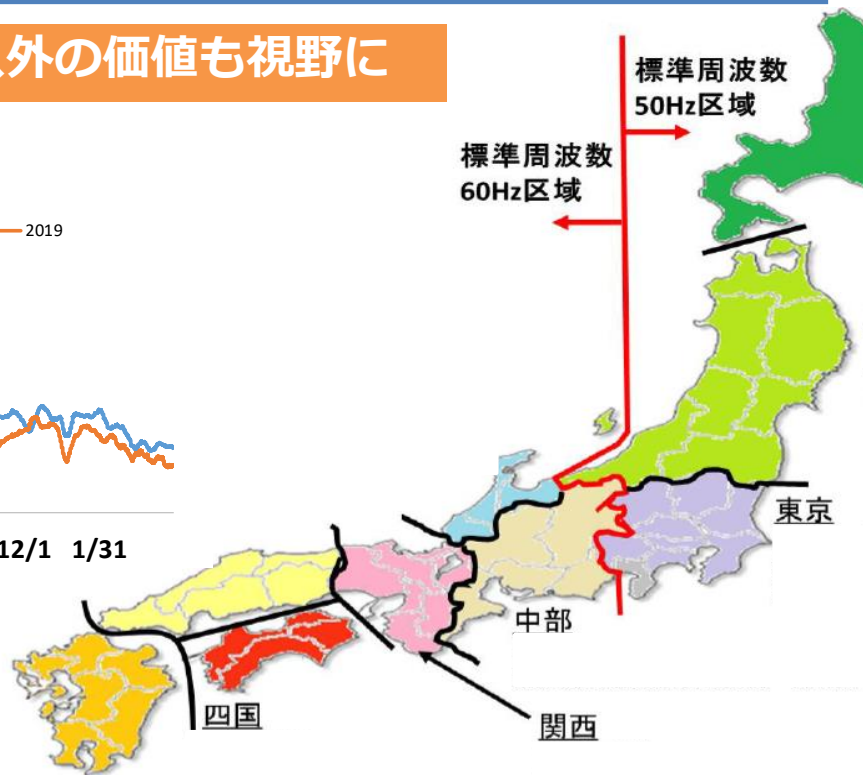 外の価値も視野に
標準周波数
50Hz区域
標準周波数
60Hz区域
2019
12/1 1/31
東京
中部
四国
関西